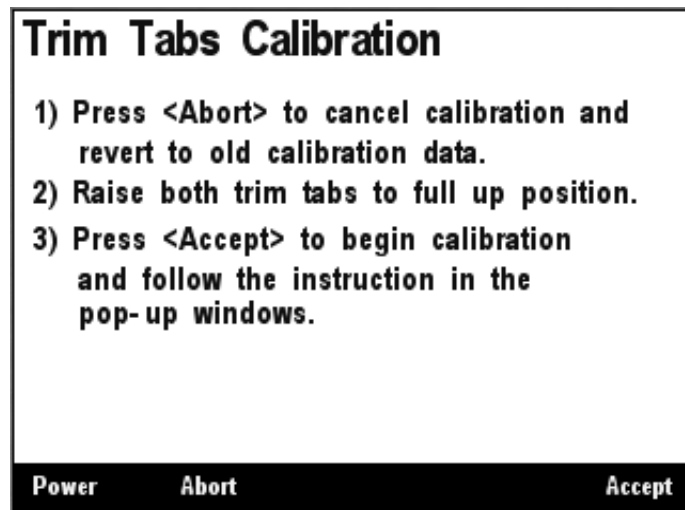 Trim Tabs Calibration
1) Press <Abort> to cancel calibration and
revert to old calibration data.
2) Raise both trim tabs to full up position.
3) Press <Accept> to begin calibration
and follow the instruction in the
pop-up windows.
Power Abort Accept